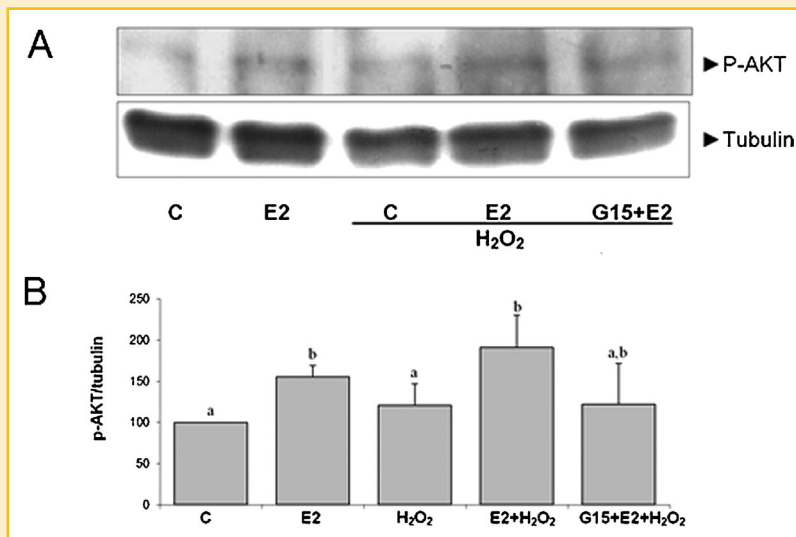 A
►P-AKT
►Tubulin
C E2 C E2 G15+E2
H₂O₂
B
p-AKT/tubulin
250
200
150
100
50
0
a
b
a
b
a,b
C E2 H₂O₂ E2+H₂O₂ G15+E2+H₂O₂